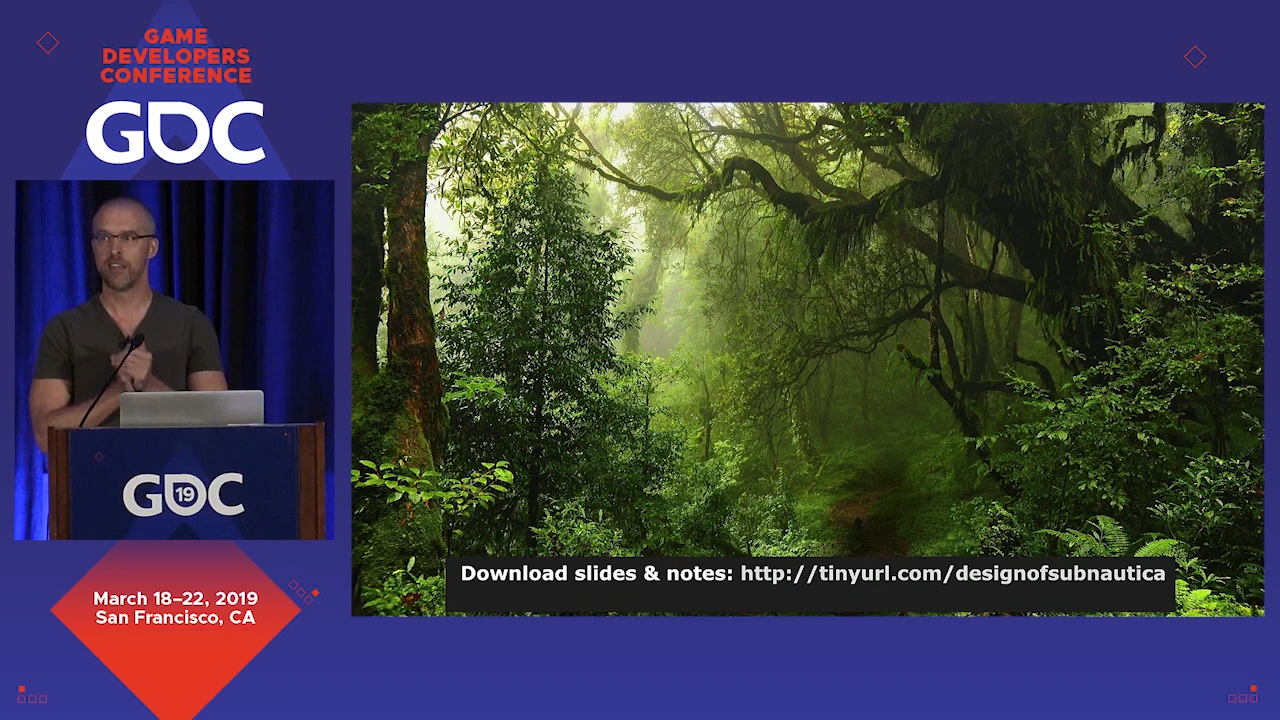 GAME
DEVELOPERS
CONFERENCE
GDC
GDC
19
March 18–22, 2019
San Francisco, CA
Download slides & notes: http://tinyurl.com/designofsubnautica